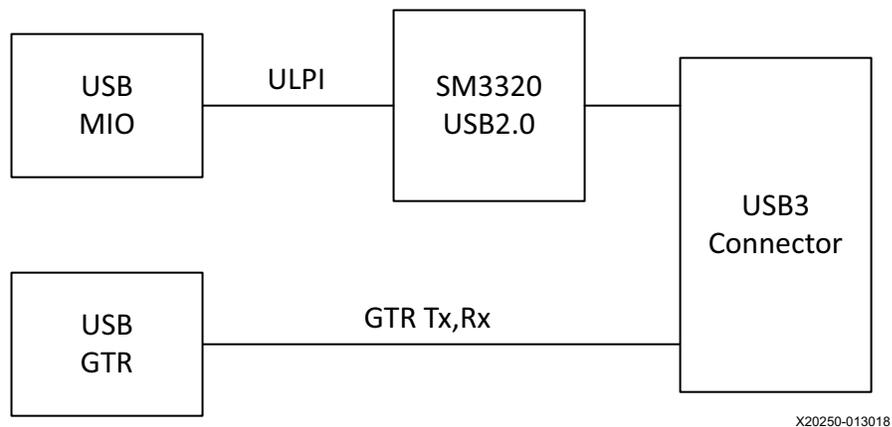 USB
MIO
ULPI
SM3320
USB2.0
USB3
Connector
USB
GTR
GTR Tx,Rx
X20250-013018